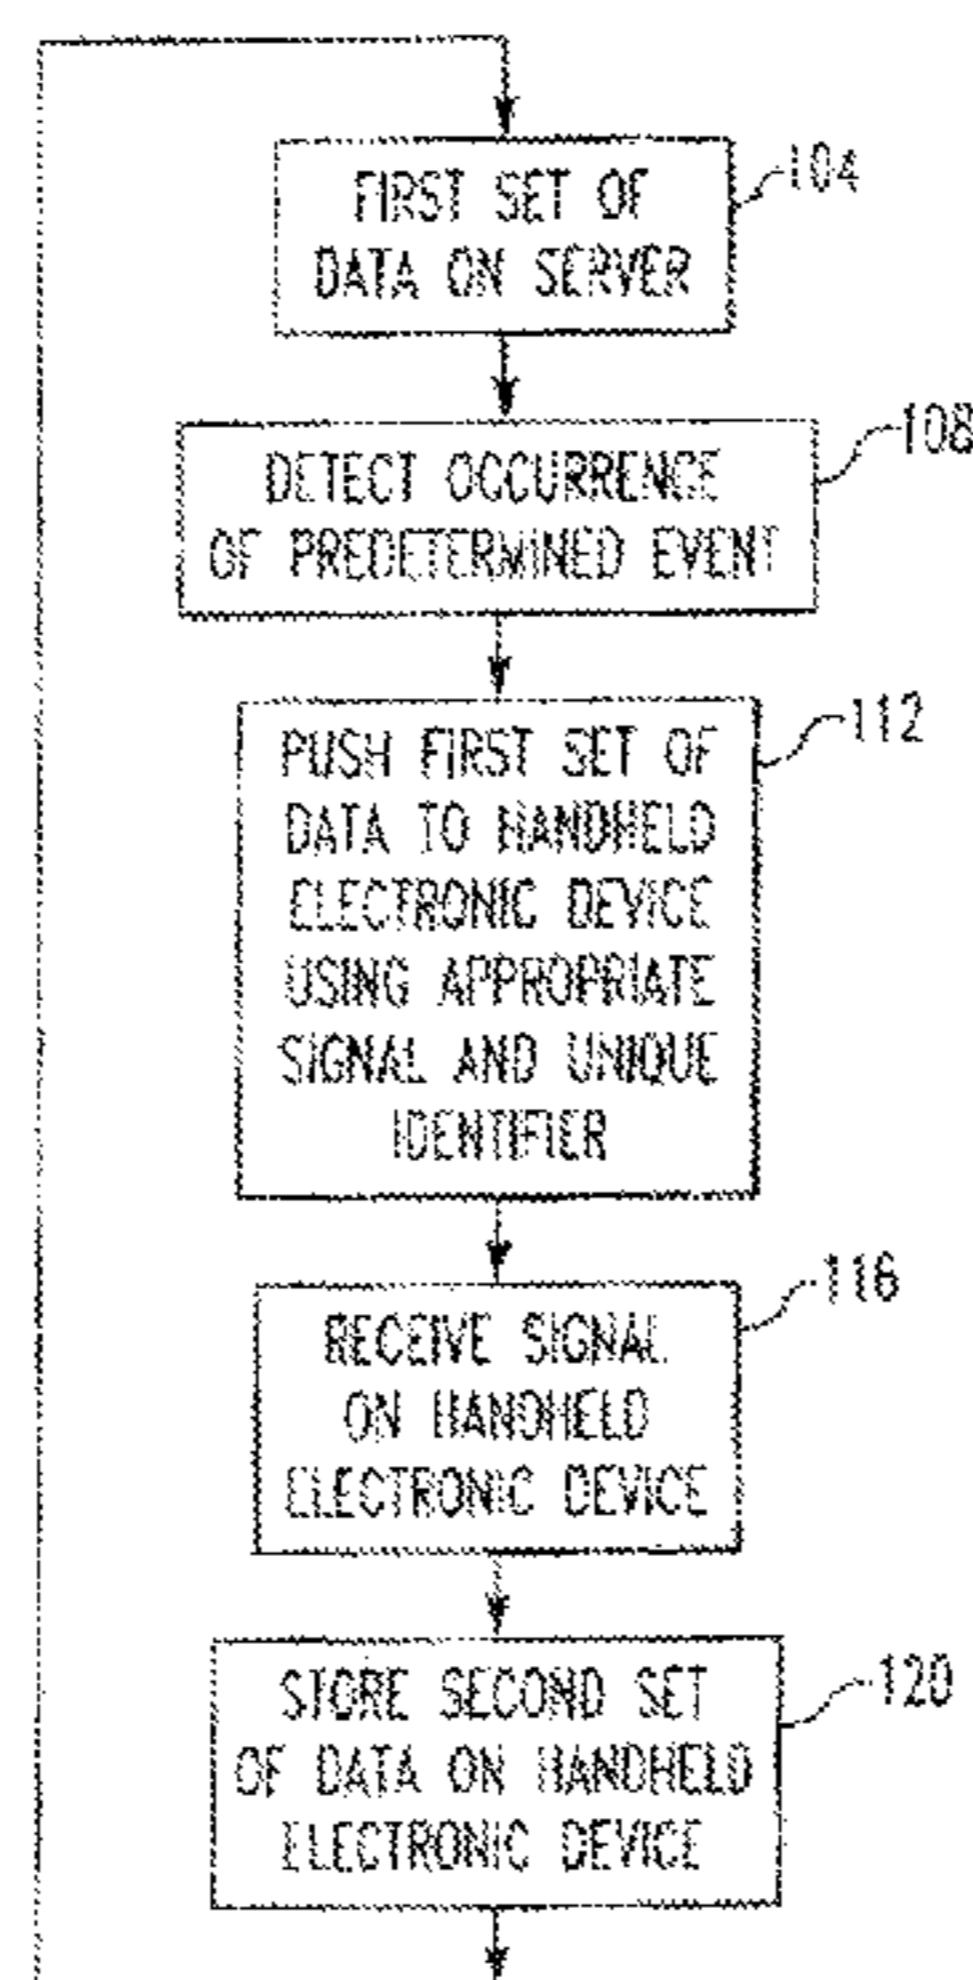 104
FIRST SET OF
DATA ON SERVER
108
DETECT OCCURRENCE
OF PREDETERMINED EVENT
112
PUSH FIRST SET OF
DATA TO HANDHELD
ELECTRONIC DEVICE
USING APPROPRIATE
SIGNAL AND UNIQUE
IDENTIFIER
116
RECEIVE SIGNAL
ON HANDHELD
ELECTRONIC DEVICE
120
STORE SECOND SET
OF DATA ON HANDHELD
ELECTRONIC DEVICE